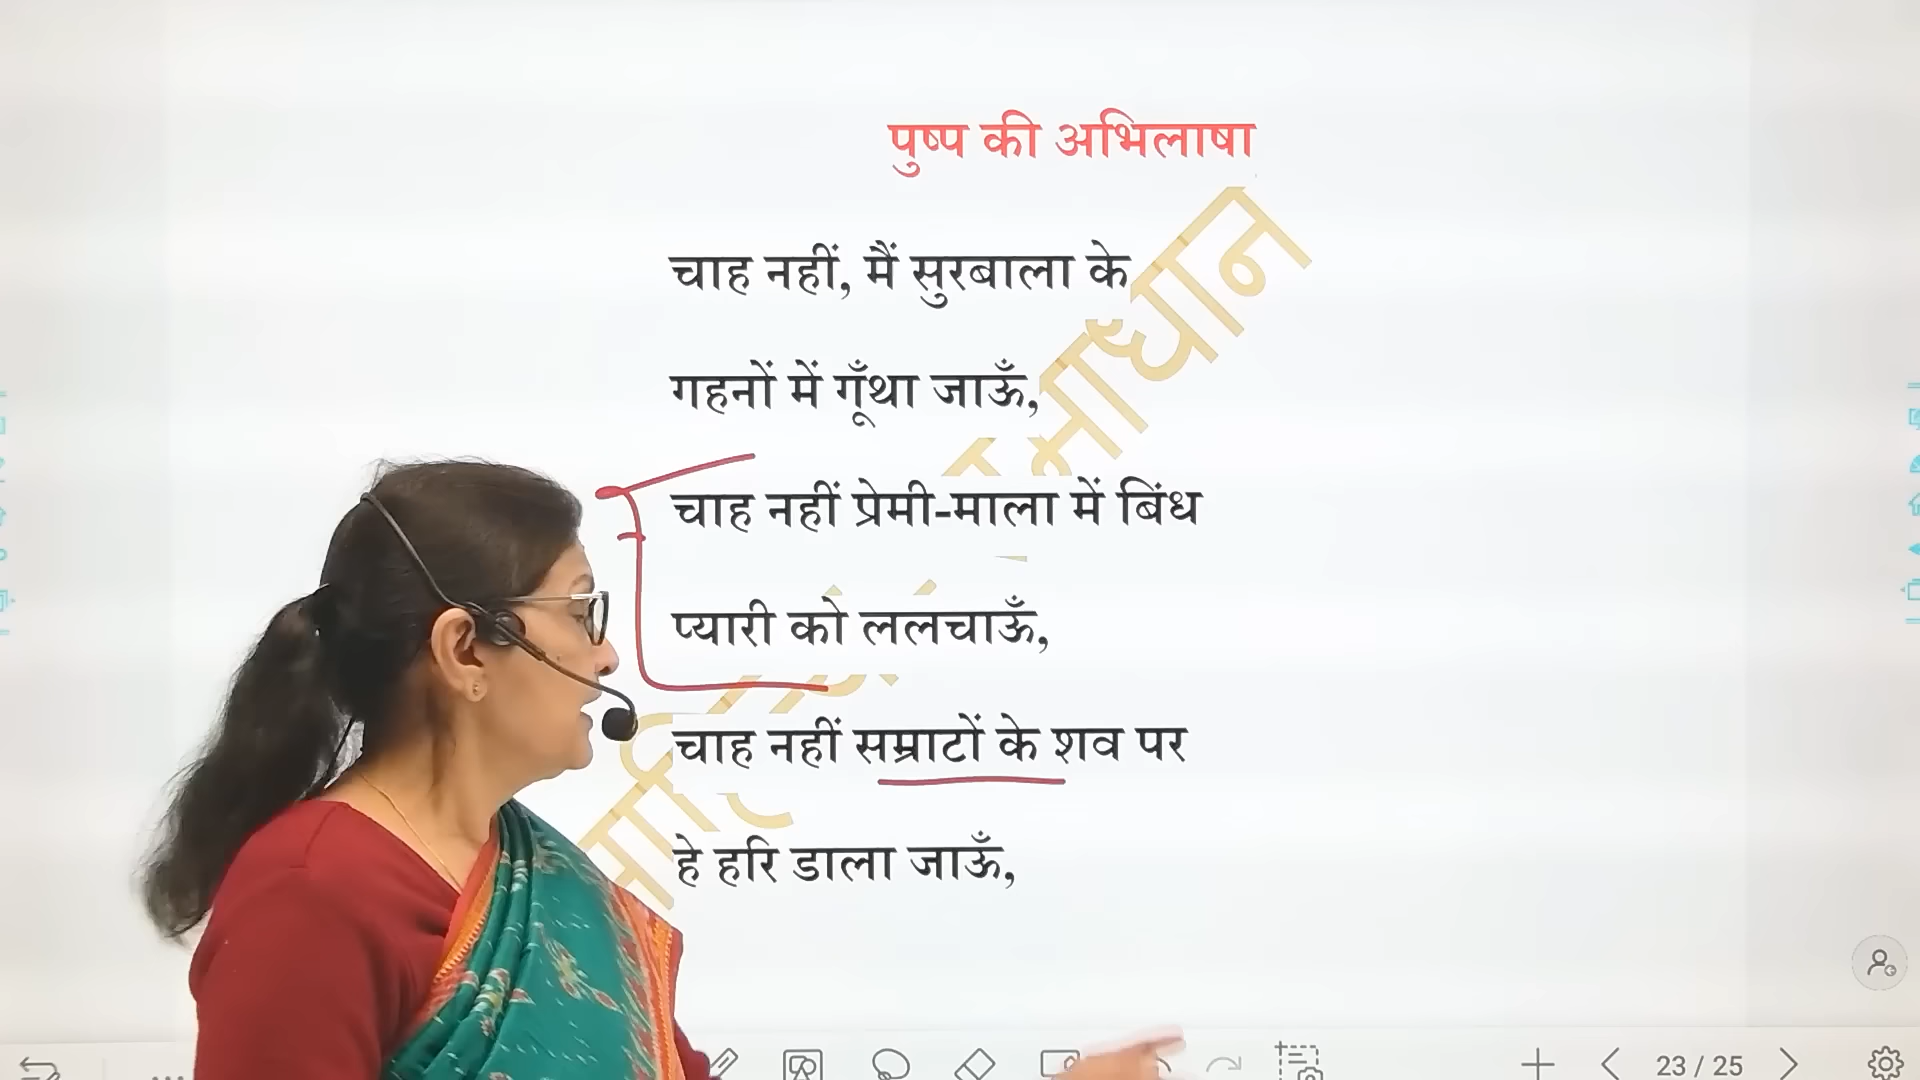 पुष्प की अभिलाषा
चाह नहीं, मैं सुरबाला के
गहनों में गूँथा जाऊँ,
चाह नहीं प्रेमी-माला में बिंध
प्यारी को ललचाऊँ,
चाह नहीं सम्राटों के शव पर
हे हरि डाला जाऊँ,
23 / 25